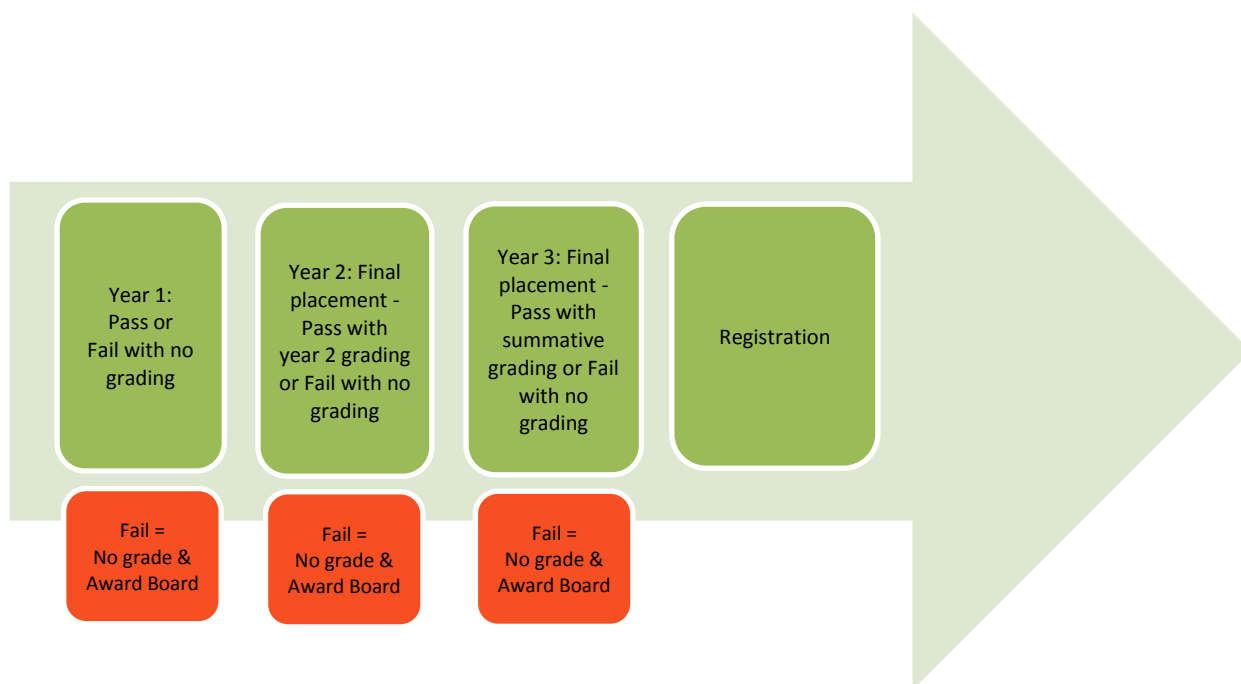 Year 1:
Pass or
Fail with no
grading
Year 2: Final
placement -
Pass with
year 2 grading
or Fail with no
grading
Year 3: Final
placement -
Pass with
summative
grading or Fail
with no
grading
Registration
Fail =
No grade &
Award Board
Fail =
No grade &
Award Board
Fail =
No grade &
Award Board